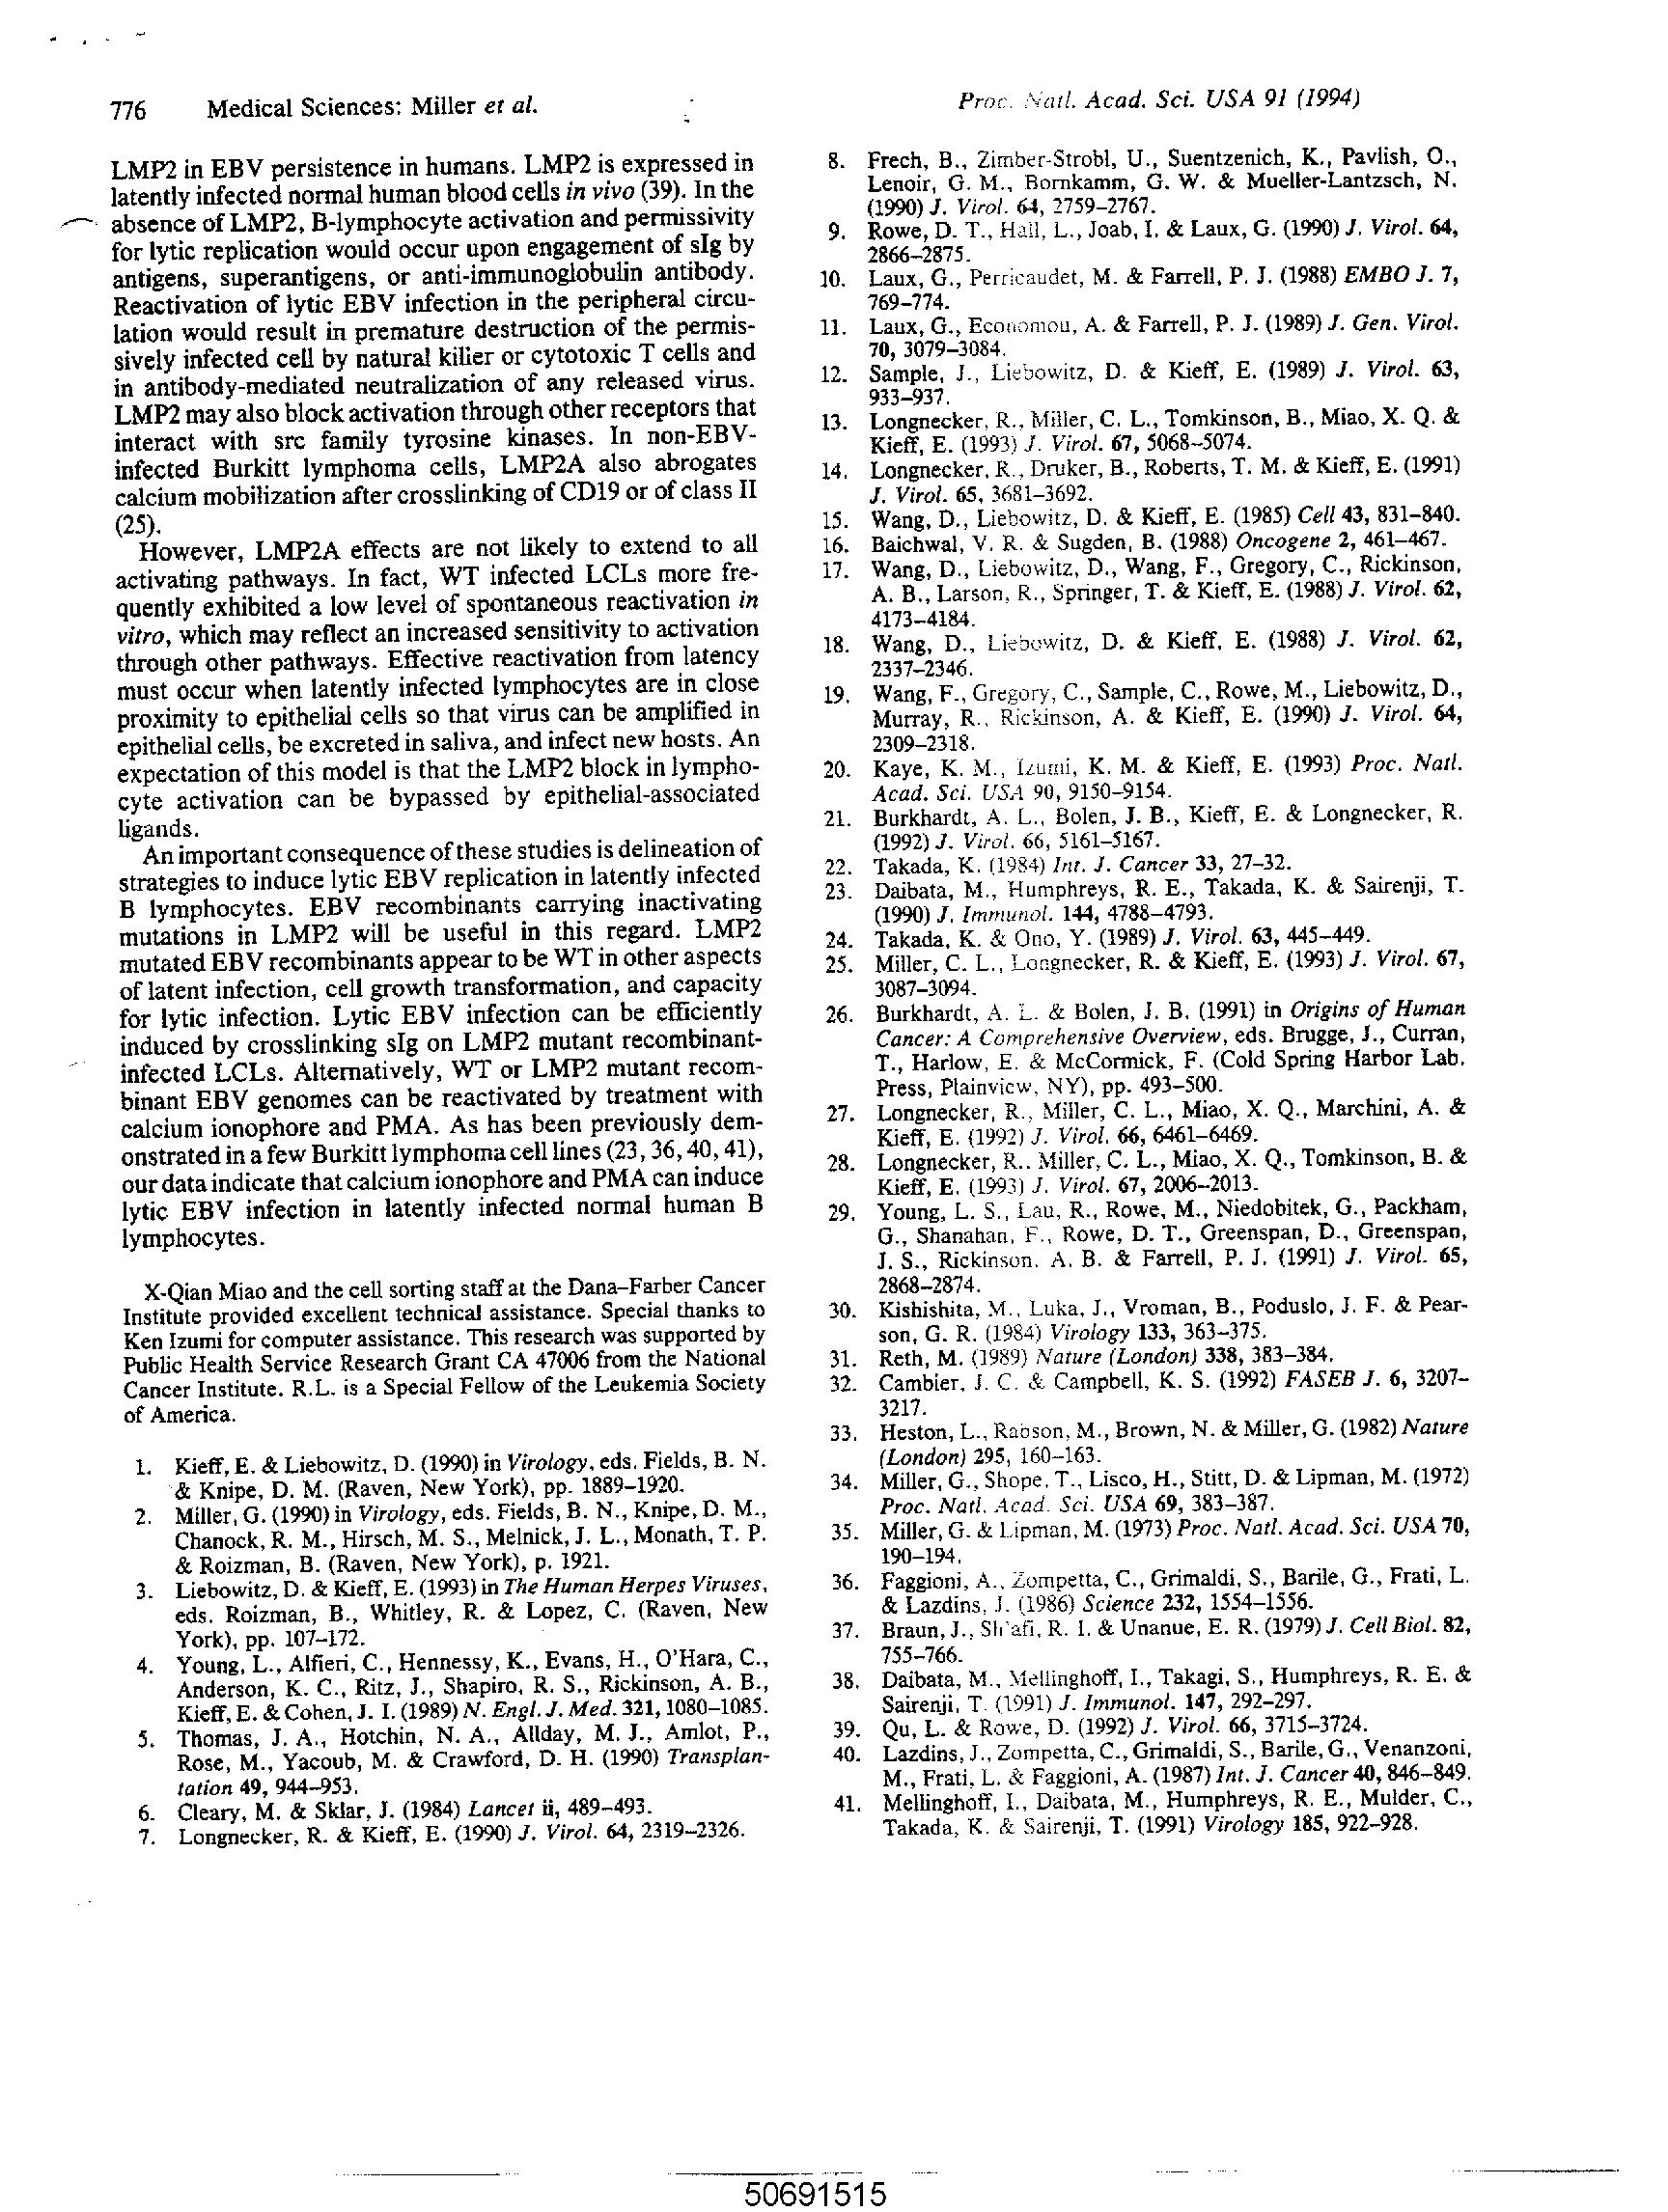 776 Medical Sciences: Miller et al.
Proc. Natl. Acad. Sci. USA 91 (1994)
LMP2 in EBV persistence in humans. LMP2 is expressed in
latently infected normal human blood cells in vivo (39). In the
absence of LMP2, B-lymphocyte activation and permissivity
for lytic replication would occur upon engagement of sIg by
antigens, superantigens, or anti-immunoglobulin antibody.
Reactivation of lytic EBV infection in the peripheral circu-
lation would result in premature destruction of the permis-
sively infected cell by natural killer or cytotoxic T cells and
in antibody-mediated neutralization of any released virus.
LMP2 may also block activation through other receptors that
interact with src family tyrosine kinases. In non-EBV-
infected Burkitt lymphoma cells, LMP2A also abrogates
calcium mobilization after crosslinking of CD19 or of class II
(25).
However, LMP2A effects are not likely to extend to all
activating pathways. In fact, WT infected LCLs more fre-
quently exhibited a low level of spontaneous reactivation in
vitro, which may reflect an increased sensitivity to activation
through other pathways. Effective reactivation from latency
must occur when latently infected lymphocytes are in close
proximity to epithelial cells so that virus can be amplified in
epithelial cells, be excreted in saliva, and infect new hosts. An
expectation of this model is that the LMP2 block in lympho-
cyte activation can be bypassed by epithelial-associated
ligands.
An important consequence of these studies is delineation of
strategies to induce lytic EBV replication in latently infected
B lymphocytes. EBV recombinants carrying inactivating
mutations in LMP2 will be useful in this regard. LMP2
mutated EBV recombinants appear to be WT in other aspects
of latent infection, cell growth transformation, and capacity
for lytic infection. Lytic EBV infection can be efficiently
induced by crosslinking sIg on LMP2 mutant recombinant-
infected LCLs. Alternatively, WT or LMP2 mutant recom-
binant EBV genomes can be reactivated by treatment with
calcium ionophore and PMA. As has been previously dem-
onstrated in a few Burkitt lymphoma cell lines (23, 36, 40, 41),
our data indicate that calcium ionophore and PMA can induce
lytic EBV infection in latently infected normal human B
lymphocytes.
X-Qian Miao and the cell sorting staff at the Dana–Farber Cancer
Institute provided excellent technical assistance. Special thanks to
Ken Izumi for computer assistance. This research was supported by
Public Health Service Research Grant CA 47006 from the National
Cancer Institute. R.L. is a Special Fellow of the Leukemia Society
of America.
1. Kieff, E. & Liebowitz, D. (1990) in Virology, eds. Fields, B. N.
& Knipe, D. M. (Raven, New York), pp. 1889–1920.
2. Miller, G. (1990) in Virology, eds. Fields, B. N., Knipe, D. M.,
Chanock, R. M., Hirsch, M. S., Melnick, J. L., Monath, T. P.
& Roizman, B. (Raven, New York), p. 1921.
3. Liebowitz, D. & Kieff, E. (1993) in The Human Herpes Viruses,
eds. Roizman, B., Whitley, R. & Lopez, C. (Raven, New
York), pp. 107–172.
4. Young, L., Alfieri, C., Hennessy, K., Evans, H., O'Hara, C.,
Anderson, K. C., Ritz, J., Shapiro, R. S., Rickinson, A. B.,
Kieff, E. & Cohen, J. I. (1989) N. Engl. J. Med. 321, 1080–1085.
5. Thomas, J. A., Hotchin, N. A., Allday, M. J., Amlot, P.,
Rose, M., Yacoub, M. & Crawford, D. H. (1990) Transplan-
tation 49, 944–953.
6. Cleary, M. & Sklar, J. (1984) Lancet ii, 489–493.
7. Longnecker, R. & Kieff, E. (1990) J. Virol. 64, 2319–2326.
8. Frech, B., Zimber-Strobl, U., Suentzenich, K., Pavlish, O.,
Lenoir, G. M., Bornkamm, G. W. & Mueller-Lantzsch, N.
(1990) J. Virol. 64, 2759–2767.
9. Rowe, D. T., Hall, L., Joab, I. & Laux, G. (1990) J. Virol. 64,
2866–2875.
10. Laux, G., Perricaudet, M. & Farrell, P. J. (1988) EMBO J. 7,
769–774.
11. Laux, G., Economou, A. & Farrell, P. J. (1989) J. Gen. Virol.
70, 3079–3084.
12. Sample, J., Liebowitz, D. & Kieff, E. (1989) J. Virol. 63,
933–937.
13. Longnecker, R., Miller, C. L., Tomkinson, B., Miao, X. Q. &
Kieff, E. (1993) J. Virol. 67, 5068–5074.
14. Longnecker, R., Druker, B., Roberts, T. M. & Kieff, E. (1991)
J. Virol. 65, 3681–3692.
15. Wang, D., Liebowitz, D. & Kieff, E. (1985) Cell 43, 831–840.
16. Baichwal, V. R. & Sugden, B. (1988) Oncogene 2, 461–467.
17. Wang, D., Liebowitz, D., Wang, F., Gregory, C., Rickinson,
A. B., Larson, R., Springer, T. & Kieff, E. (1988) J. Virol. 62,
4173–4184.
18. Wang, D., Liebowitz, D. & Kieff, E. (1988) J. Virol. 62,
2337–2346.
19. Wang, F., Gregory, C., Sample, C., Rowe, M., Liebowitz, D.,
Murray, R., Rickinson, A. & Kieff, E. (1990) J. Virol. 64,
2309–2318.
20. Kaye, K. M., Izumi, K. M. & Kieff, E. (1993) Proc. Natl.
Acad. Sci. USA 90, 9150–9154.
21. Burkhardt, A. L., Bolen, J. B., Kieff, E. & Longnecker, R.
(1992) J. Virol. 66, 5161–5167.
22. Takada, K. (1984) Int. J. Cancer 33, 27–32.
23. Daibata, M., Humphreys, R. E., Takada, K. & Sairenji, T.
(1990) J. Immunol. 144, 4788–4793.
24. Takada, K. & Ono, Y. (1989) J. Virol. 63, 445–449.
25. Miller, C. L., Longnecker, R. & Kieff, E. (1993) J. Virol. 67,
3087–3094.
26. Burkhardt, A. L. & Bolen, J. B. (1991) in Origins of Human
Cancer: A Comprehensive Overview, eds. Brugge, J., Curran,
T., Harlow, E. & McCormick, F. (Cold Spring Harbor Lab.
Press, Plainview, NY), pp. 493–500.
27. Longnecker, R., Miller, C. L., Miao, X. Q., Marchini, A. &
Kieff, E. (1992) J. Virol. 66, 6461–6469.
28. Longnecker, R., Miller, C. L., Miao, X. Q., Tomkinson, B. &
Kieff, E. (1993) J. Virol. 67, 2006–2013.
29. Young, L. S., Lau, R., Rowe, M., Niedobitek, G., Packham,
G., Shanahan, F., Rowe, D. T., Greenspan, D., Greenspan,
J. S., Rickinson, A. B. & Farrell, P. J. (1991) J. Virol. 65,
2868–2874.
30. Kishishita, M., Luka, J., Vroman, B., Poduslo, J. F. & Pear-
son, G. R. (1984) Virology 133, 363–375.
31. Reth, M. (1989) Nature (London) 338, 383–384.
32. Cambier, J. C. & Campbell, K. S. (1992) FASEB J. 6, 3207–
3217.
33. Heston, L., Rabson, M., Brown, N. & Miller, G. (1982) Nature
(London) 295, 160–163.
34. Miller, G., Shope, T., Lisco, H., Stitt, D. & Lipman, M. (1972)
Proc. Natl. Acad. Sci. USA 69, 383–387.
35. Miller, G. & Lipman, M. (1973) Proc. Natl. Acad. Sci. USA 70,
190–194.
36. Faggioni, A., Zompetta, C., Grimaldi, S., Barile, G., Frati, L.
& Lazdins, J. (1986) Science 232, 1554–1556.
37. Braun, J., Sha'afi, R. I. & Unanue, E. R. (1979) J. Cell Biol. 82,
755–766.
38. Daibata, M., Mellinghoff, I., Takagi, S., Humphreys, R. E. &
Sairenji, T. (1991) J. Immunol. 147, 292–297.
39. Qu, L. & Rowe, D. (1992) J. Virol. 66, 3715–3724.
40. Lazdins, J., Zompetta, C., Grimaldi, S., Barile, G., Venanzoni,
M., Frati, L. & Faggioni, A. (1987) Int. J. Cancer 40, 846–849.
41. Mellinghoff, I., Daibata, M., Humphreys, R. E., Mulder, C.,
Takada, K. & Sairenji, T. (1991) Virology 185, 922–928.
50691515